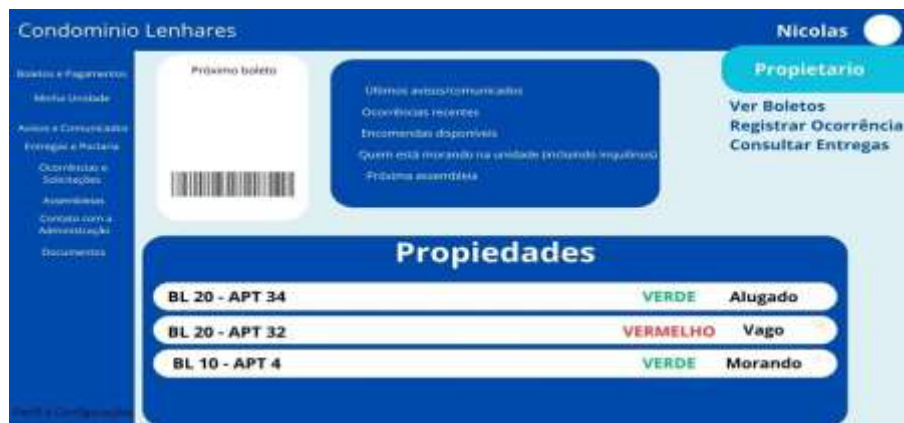 Condominio Lenhares
Nicolas
Propietario
Ver Boletos
Registrar Ocorrência
Consultar Entregas
Boletos e Pagamentos
Minha Unidade
Avisos e Comunicados
Entregas e Portaria
Ocorrências e
Solicitações
Assembleias
Contato com a
Administração
Documentos
Perfil e Configurações
Próximo boleto
Ultimos avisos/comunicados
Ocorrências recentes
Encomendas disponíveis
Quem está morando na unidade (incluindo inquilinos)
Próxima assembleia
Propiedades
BL 20 - APT 34 VERDE Alugado
BL 20 - APT 32 VERMELHO Vago
BL 10 - APT 4 VERDE Morando